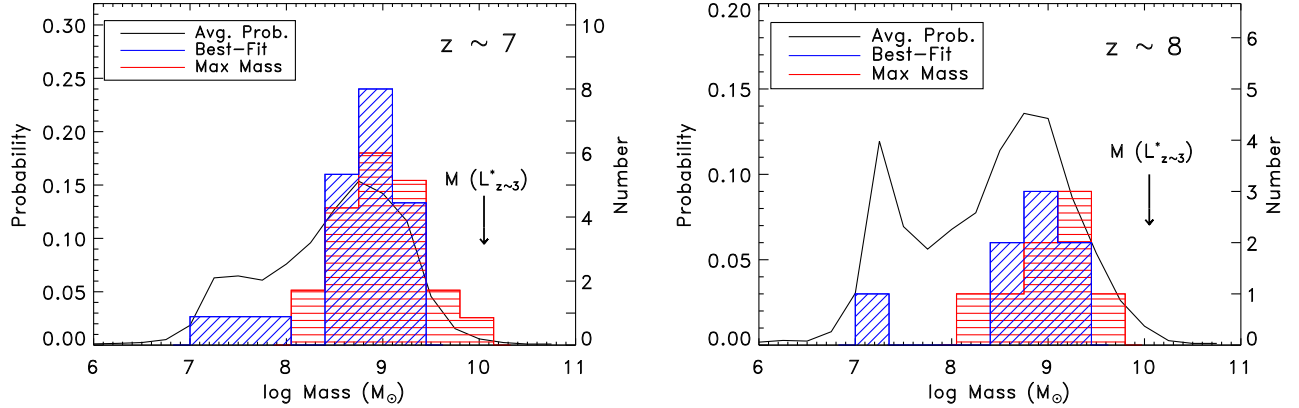 Avg. Prob.
Best−Fit
Max Mass
z ~ 7
M (L*z~3)
Probability
0.00
0.05
0.10
0.15
0.20
0.25
0.30
Number
0
2
4
6
8
10
6 7 8 9 10 11
log Mass (M⊙)
Avg. Prob.
Best−Fit
Max Mass
z ~ 8
M (L*z~3)
Probability
0.00
0.05
0.10
0.15
0.20
Number
0
1
2
3
4
5
6
6 7 8 9 10 11
log Mass (M⊙)